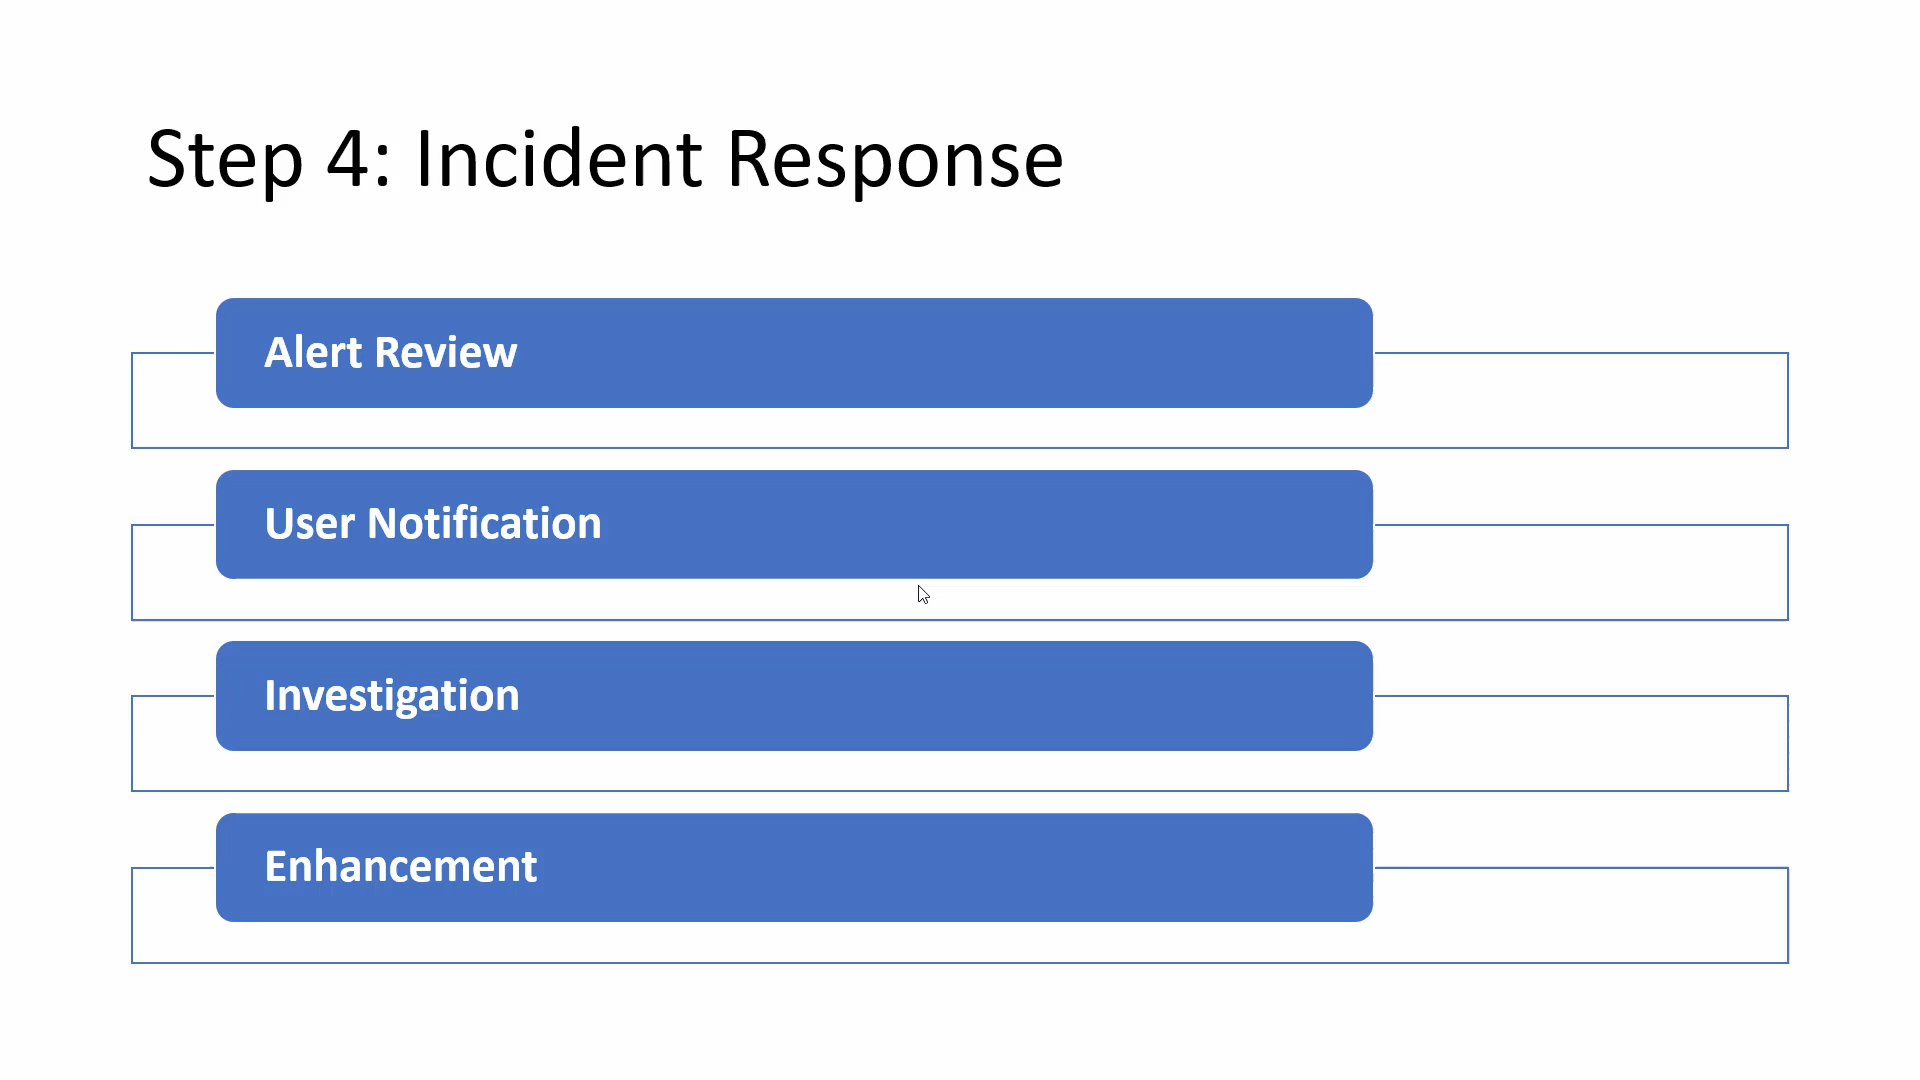 Step 4: Incident Response
Alert Review
User Notification
Investigation
Enhancement